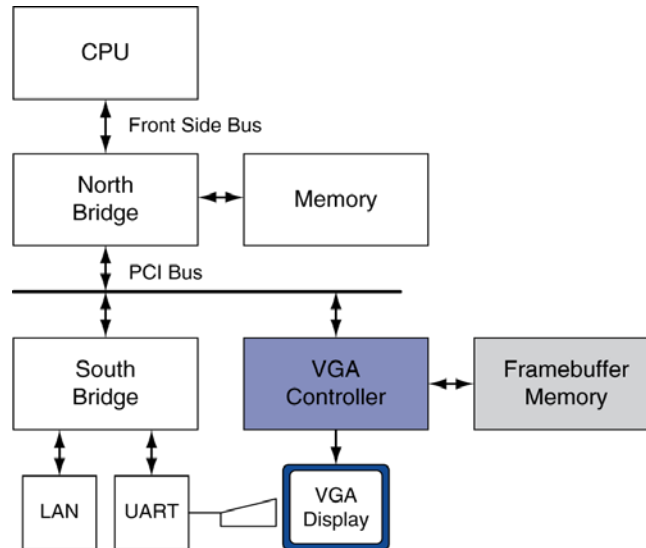 CPU
Front Side Bus
North
Bridge
Memory
PCI Bus
South
Bridge
VGA
Controller
Framebuffer
Memory
LAN
UART
VGA
Display